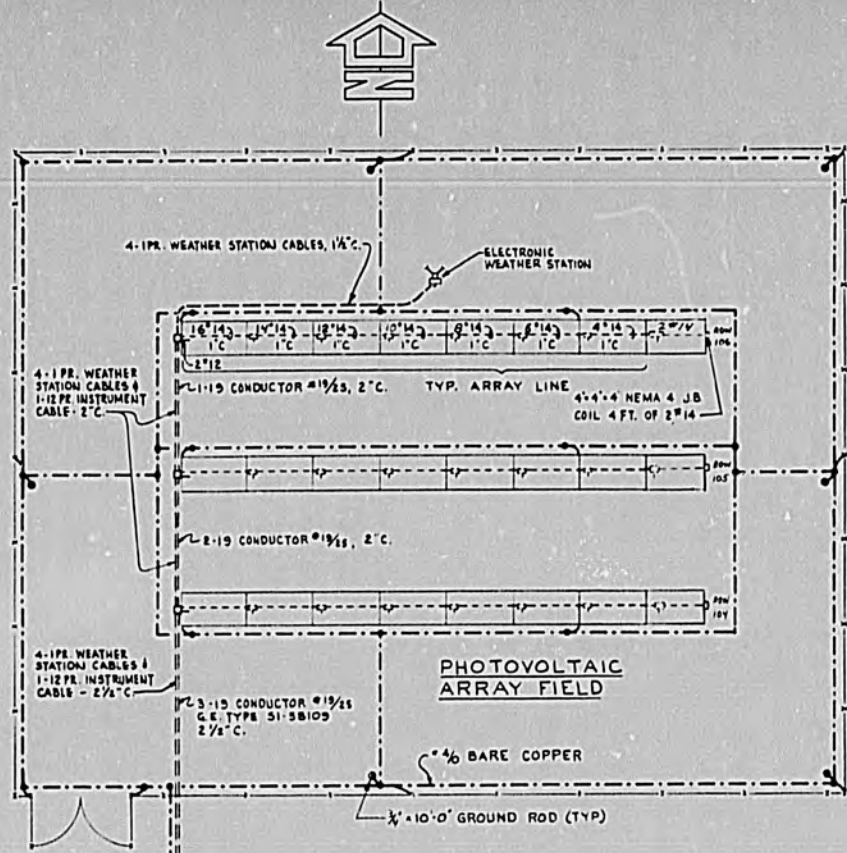 N
4-1PR. WEATHER STATION CABLES, 1½"C.
ELECTRONIC
WEATHER STATION
16#14 14#14 12#14 10#14 8#14 6#14 4#14 2#14
1"C 1"C 1"C 1"C 1"C 1"C 1"C
ROW
106
2#12
4-1 PR. WEATHER
STATION CABLES &
1-12 PR. INSTRUMENT
CABLE - 2"C.
1-19 CONDUCTOR #19/25, 2"C.
TYP. ARRAY LINE
4"x4"x4" NEMA 4 J.B
COIL 4 FT. OF 2#14
ROW
105
2-19 CONDUCTOR #19/25, 2"C.
ROW
104
4-1PR. WEATHER
STATION CABLES &
1-12 PR. INSTRUMENT
CABLE - 2½"C.
3-19 CONDUCTOR #19/25
G.E. TYPE SI-58109
2½"C.
PHOTOVOLTAIC
ARRAY FIELD
#4/0 BARE COPPER
¾" x 10'-0" GROUND ROD (TYP)